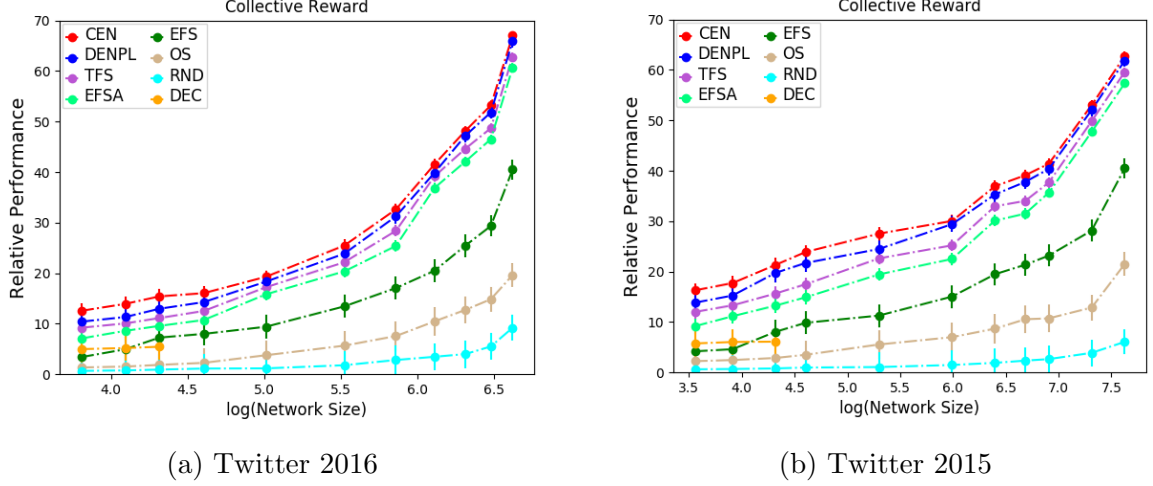 Collective Reward
70
60
50
40
30
20
10
0
Relative Performance
CEN
DENPL
TFS
EFSA
EFS
OS
RND
DEC
4.0 4.5 5.0 5.5 6.0 6.5
log(Network Size)
(a) Twitter 2016
Collective Reward
70
60
50
40
30
20
10
0
Relative Performance
CEN
DENPL
TFS
EFSA
EFS
OS
RND
DEC
3.5 4.0 4.5 5.0 5.5 6.0 6.5 7.0 7.5
log(Network Size)
(b) Twitter 2015